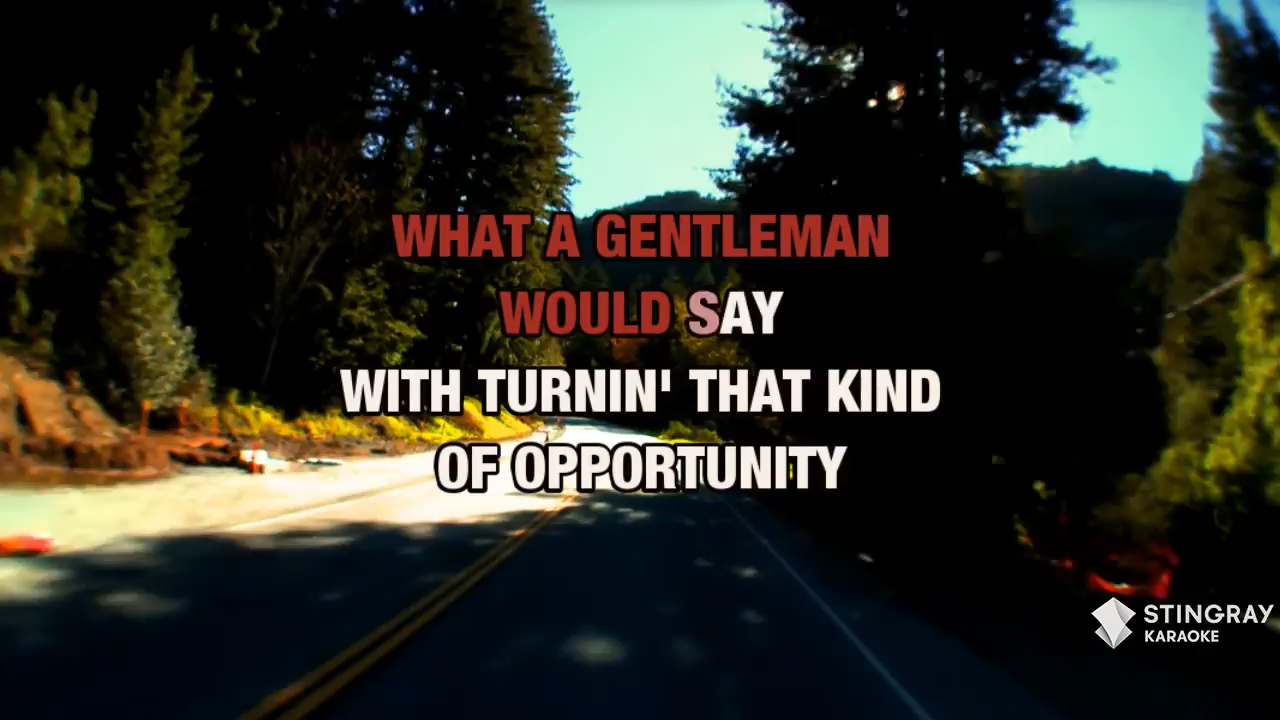 WHAT A GENTLEMAN
WOULD SAY
WITH TURNIN' THAT KIND
OF OPPORTUNITY
STINGRAY
KARAOKE